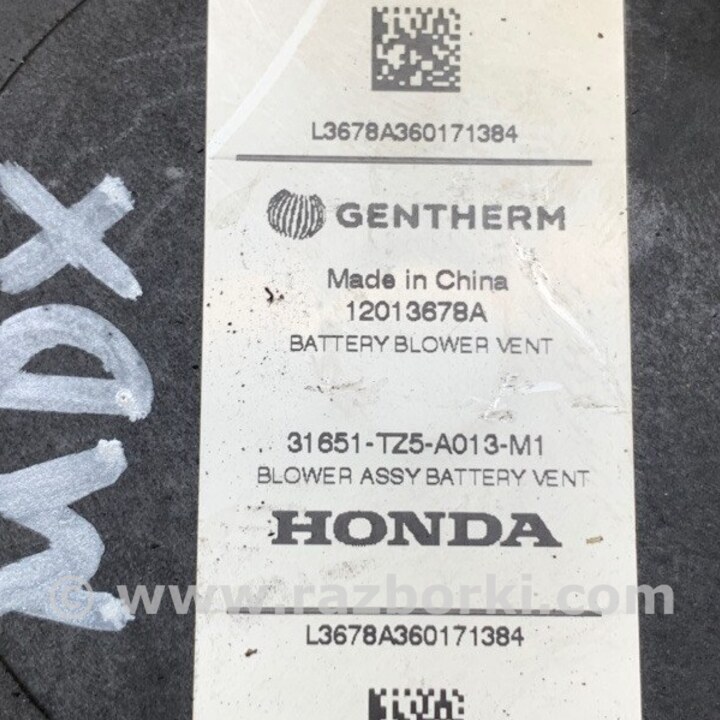 L3678A360171384
GENTHERM
Made in China
12013678A
BATTERY BLOWER VENT
31651-TZ5-A013-M1
BLOWER ASSY BATTERY VENT
HONDA
© www.razborki.com
L3678A360171384
MDX